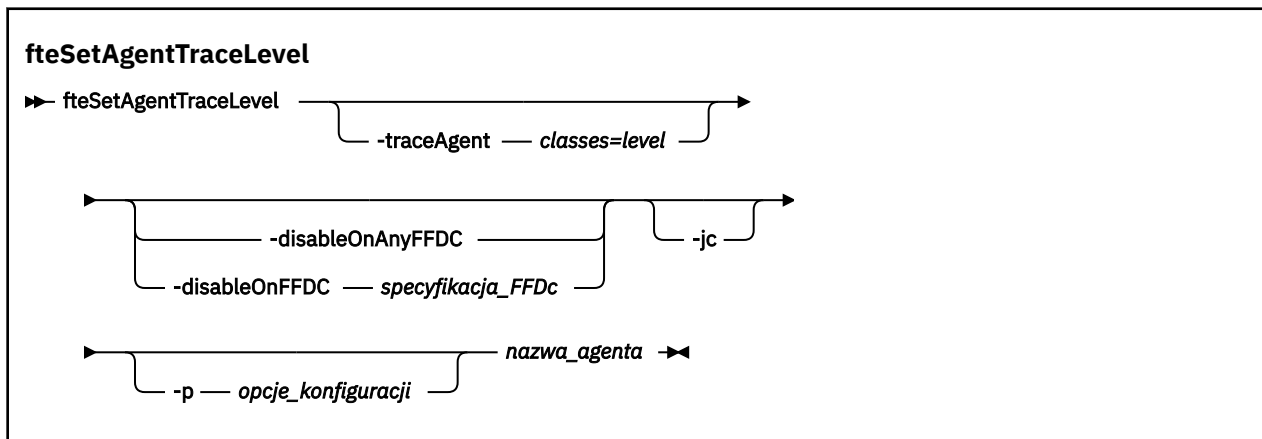 fteSetAgentTraceLevel
fteSetAgentTraceLevel
-traceAgent classes=level
-disableOnAnyFFDC
-jc
-disableOnFFDC specyfikacja_FFDc
nazwa_agenta
-p opcje_konfiguracji